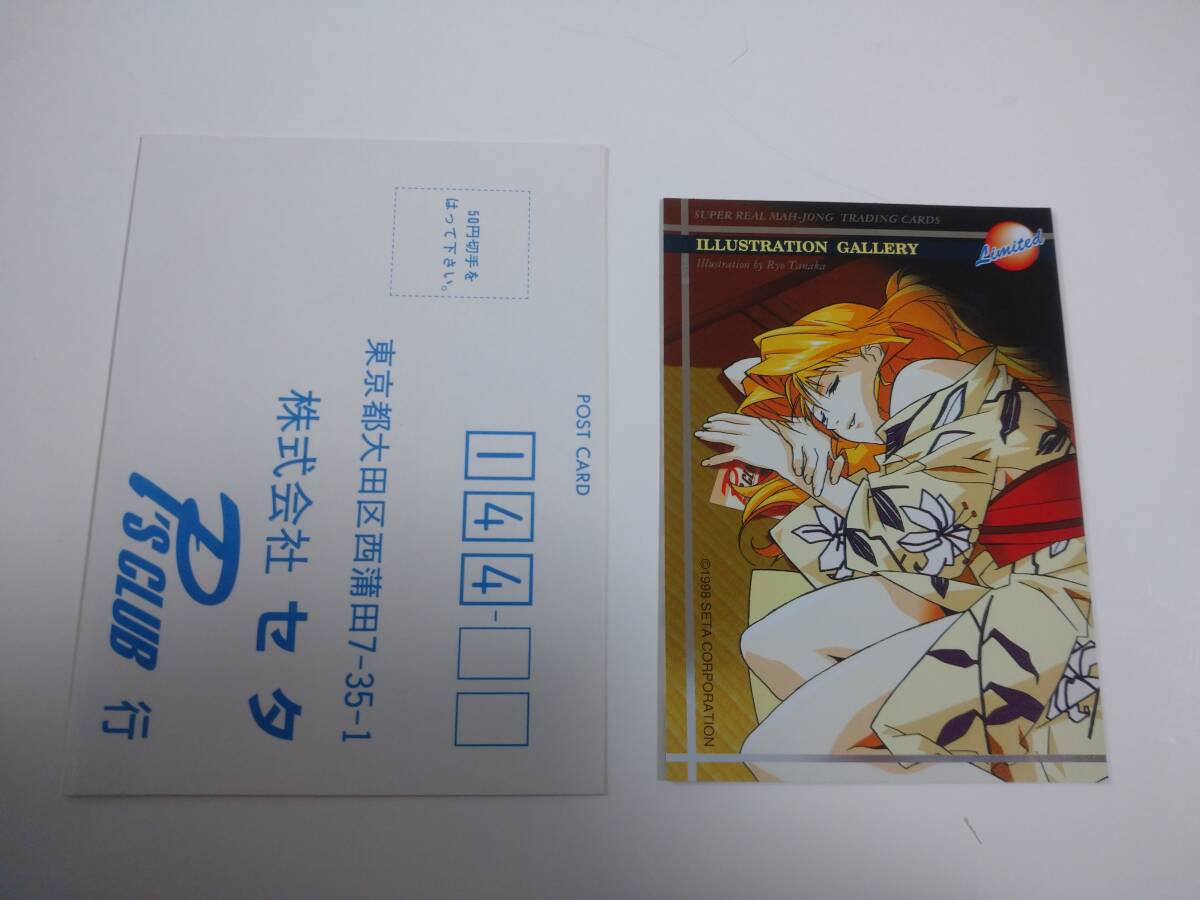 50円切手を
はって下さい。
POST CARD
144-
東京都大田区西蒲田7-35-1
株式会社セタ
P'S CLUB 行
SUPER REAL MAH-JONG TRADING CARDS
ILLUSTRATION GALLERY
Illustration by Ryo Tanaka
Limited
©1998 SETA CORPORATION